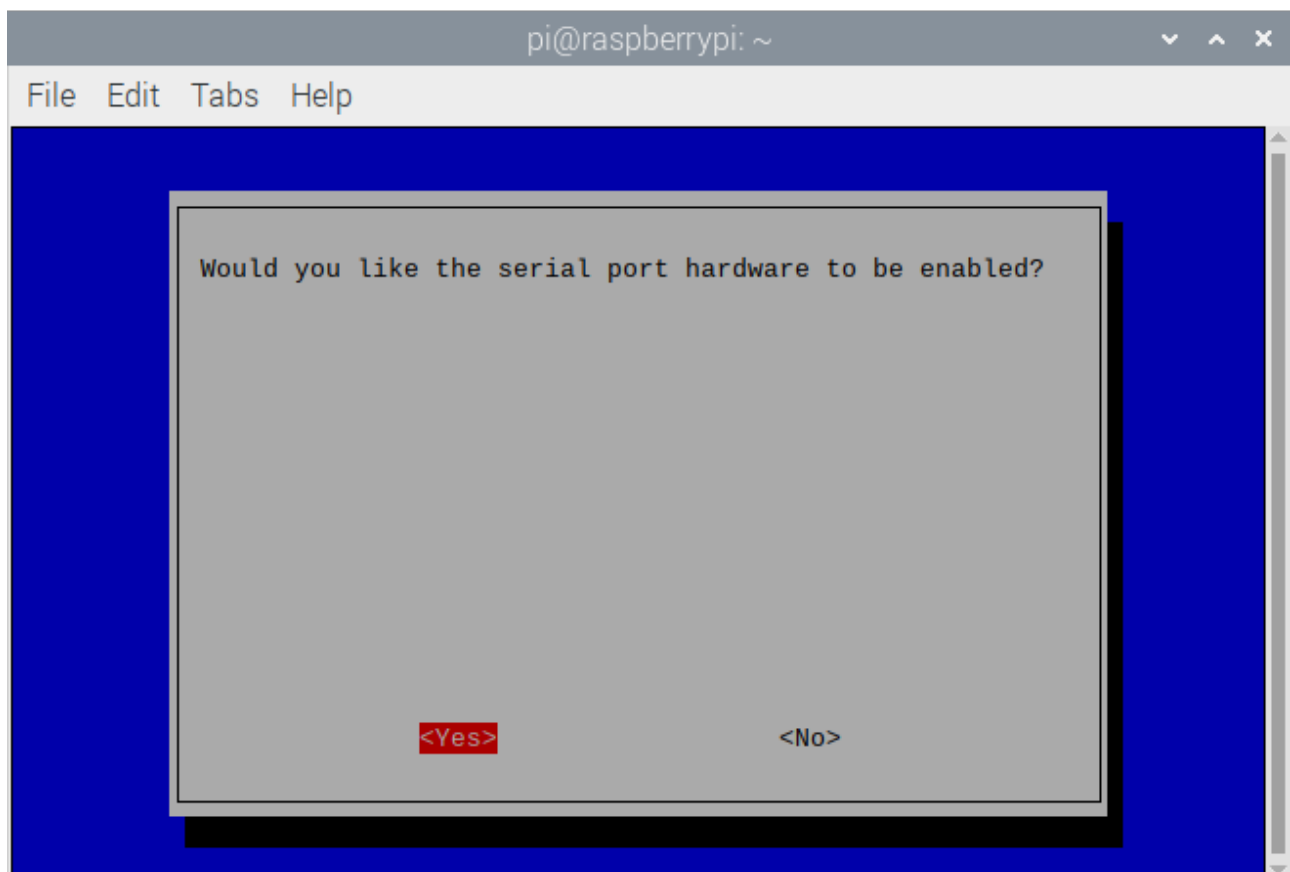 pi@raspberrypi: ~
File Edit Tabs Help
Would you like the serial port hardware to be enabled?
<Yes> <No>